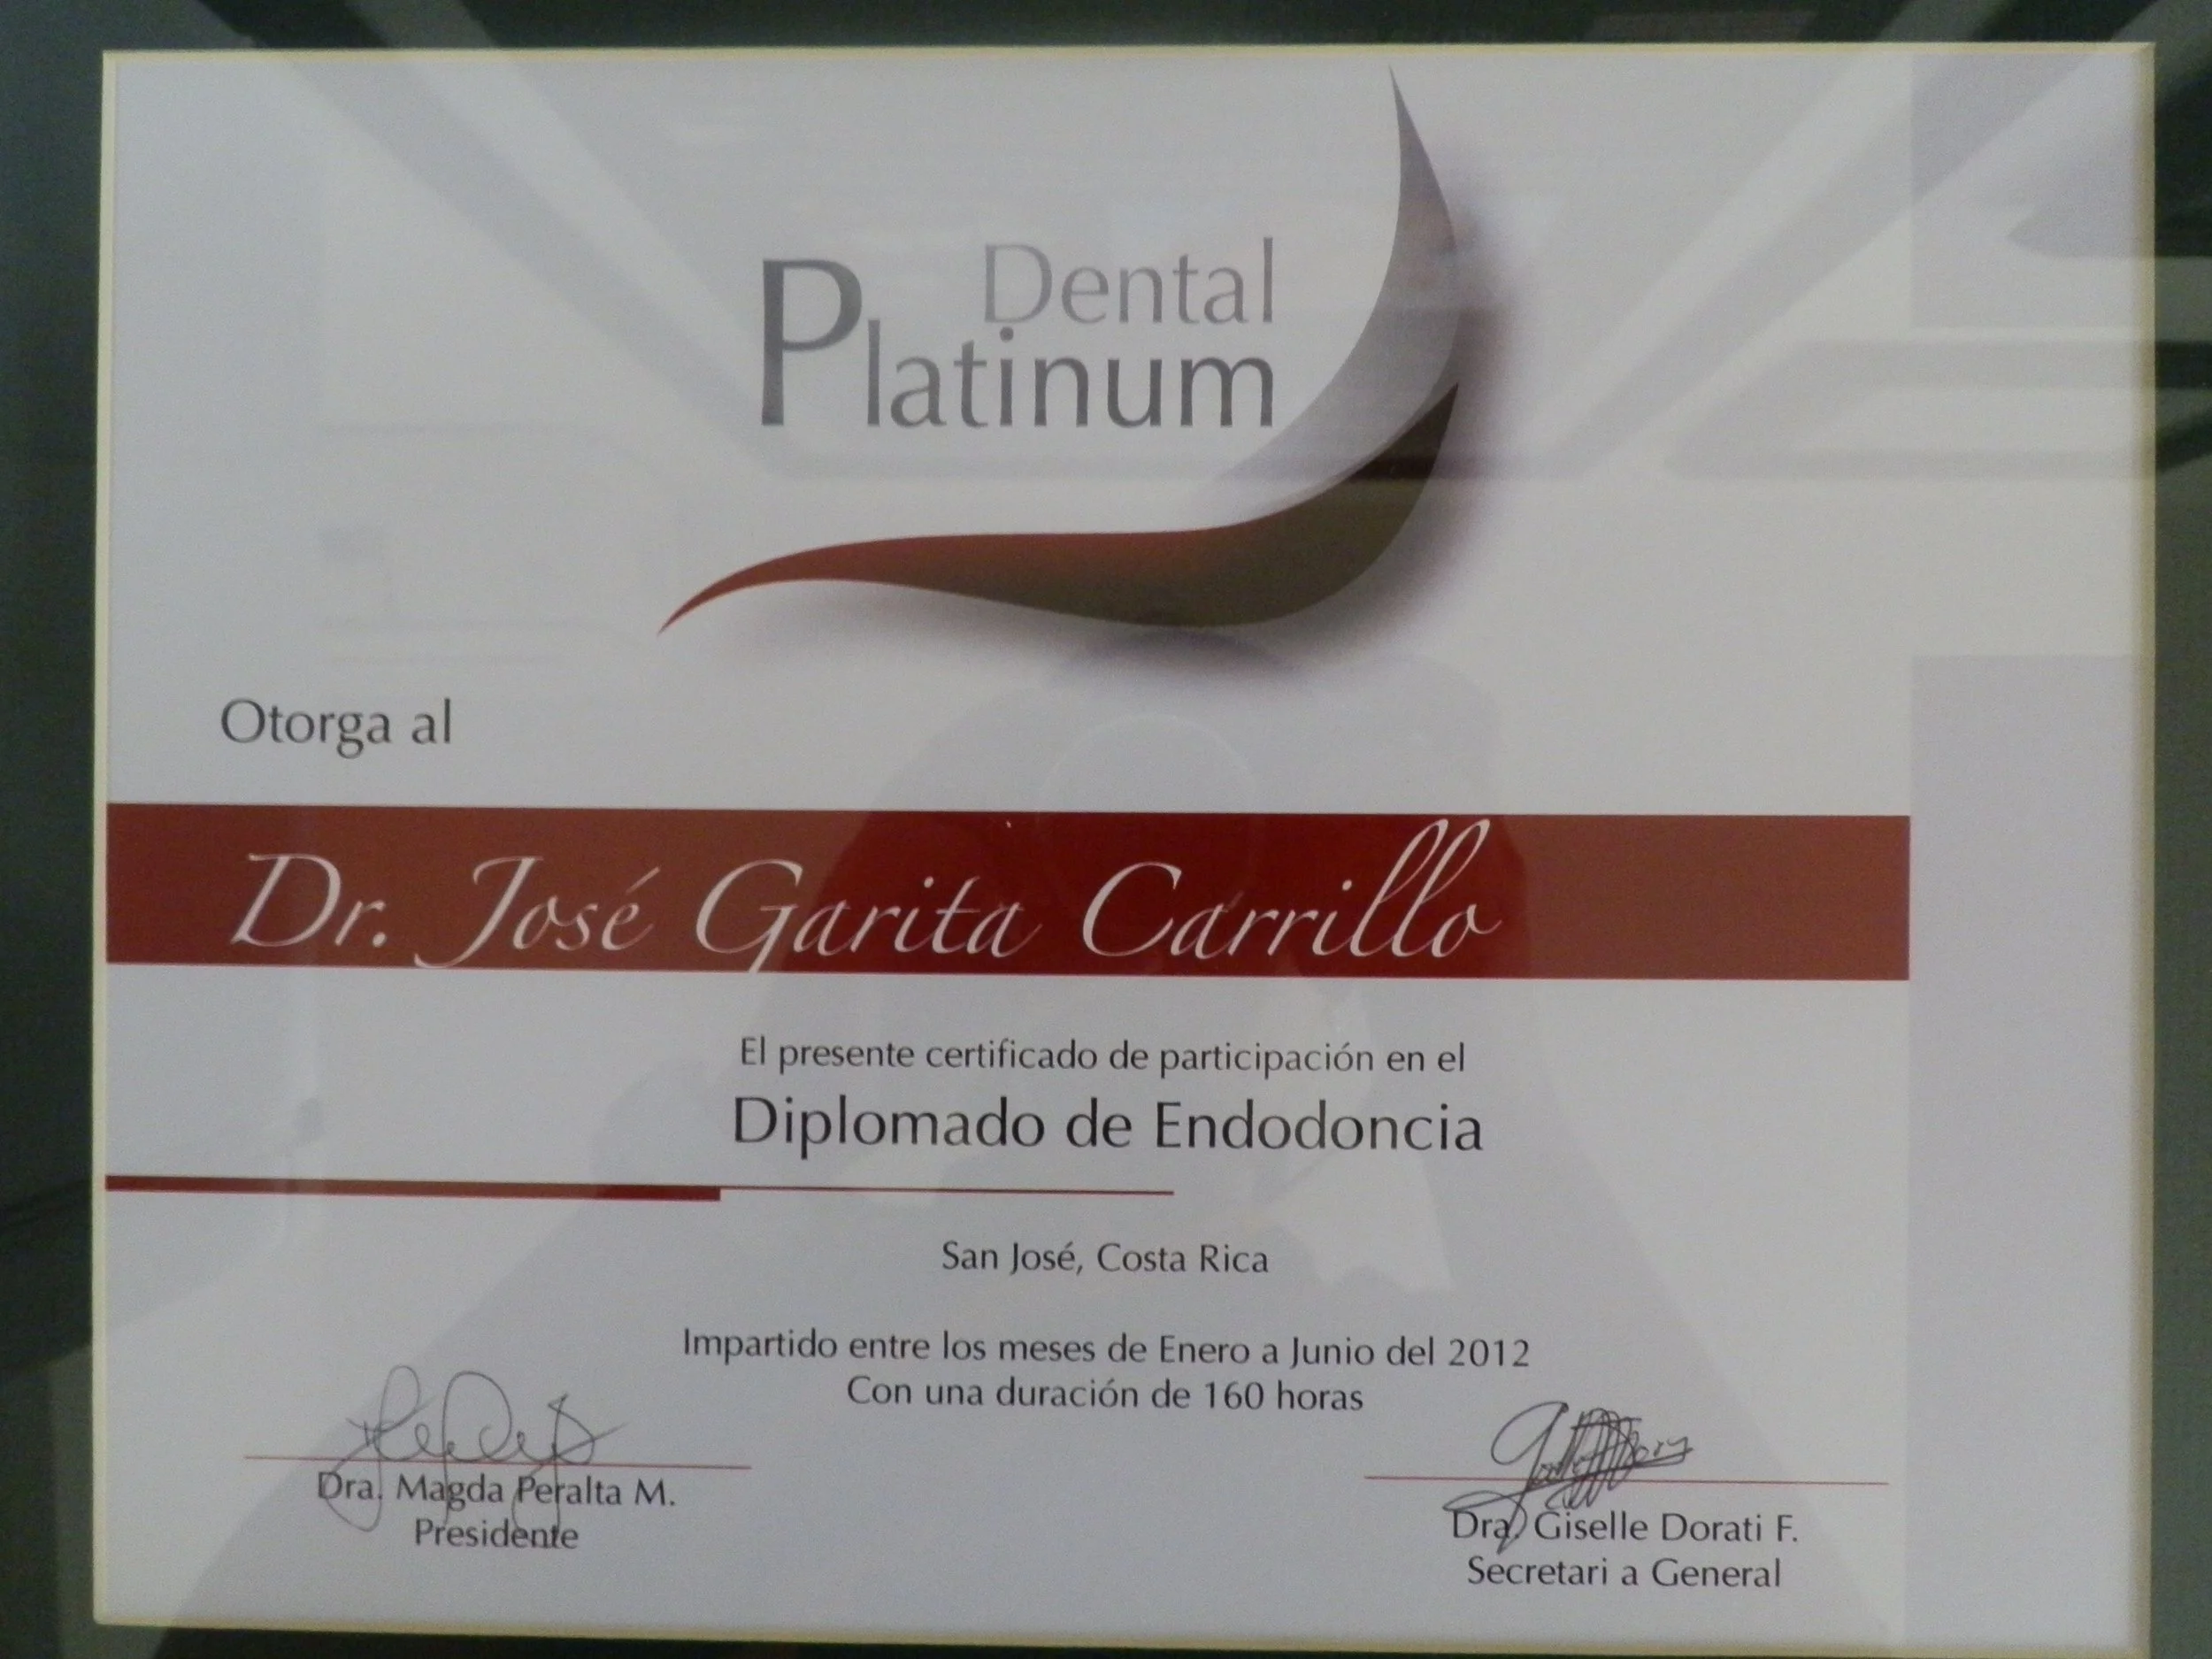 Dental
Platinum
Otorga al
Dr. José Garita Carrillo
El presente certificado de participación en el
Diplomado de Endodoncia
San José, Costa Rica
Impartido entre los meses de Enero a Junio del 2012
Con una duración de 160 horas
Dra. Magda Peralta M.
Presidente
Dra. Giselle Dorati F.
Secretari a General